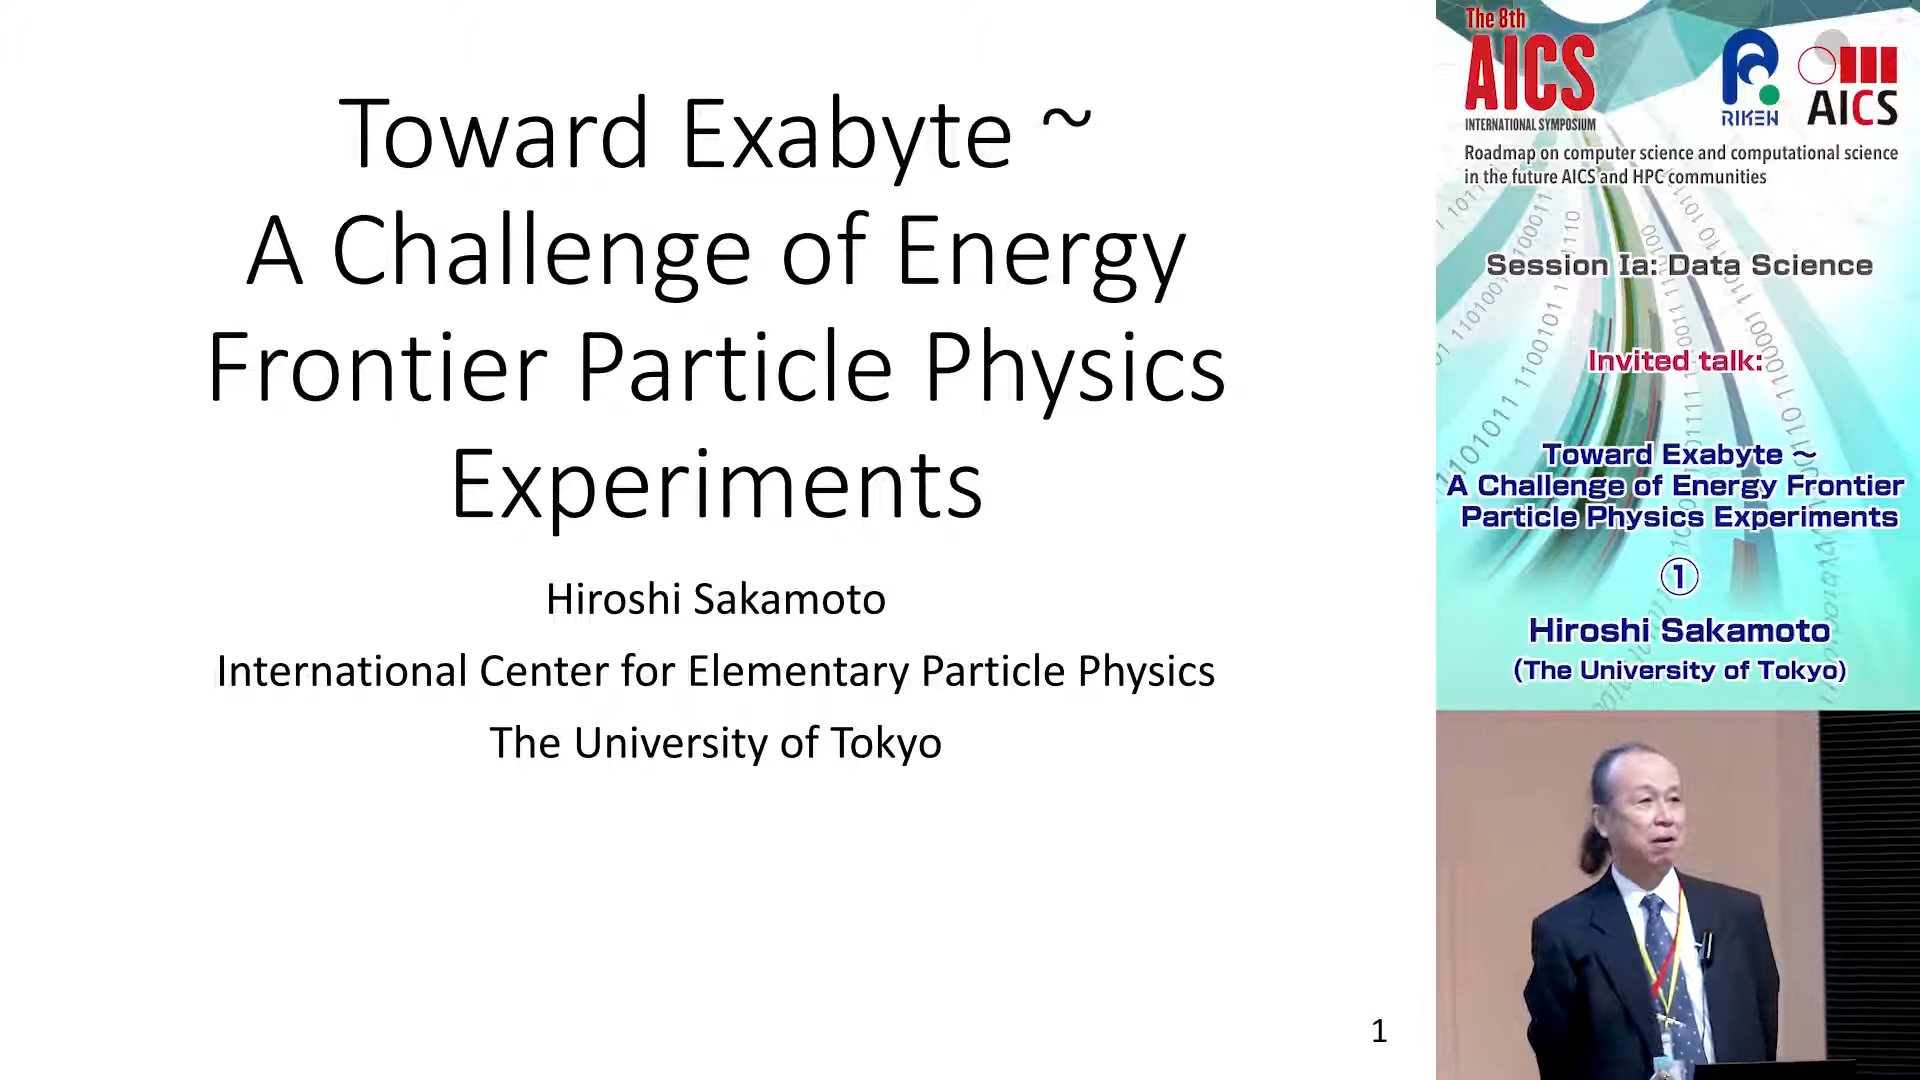 Toward Exabyte ~
A Challenge of Energy
Frontier Particle Physics
Experiments
Hiroshi Sakamoto
International Center for Elementary Particle Physics
The University of Tokyo
1
The 8th
AICS
INTERNATIONAL SYMPOSIUM
RIKEN
AICS
Roadmap on computer science and computational science
in the future AICS and HPC communities
Session Ia: Data Science
Invited talk:
Toward Exabyte ～
A Challenge of Energy Frontier
Particle Physics Experiments
①
Hiroshi Sakamoto
(The University of Tokyo)